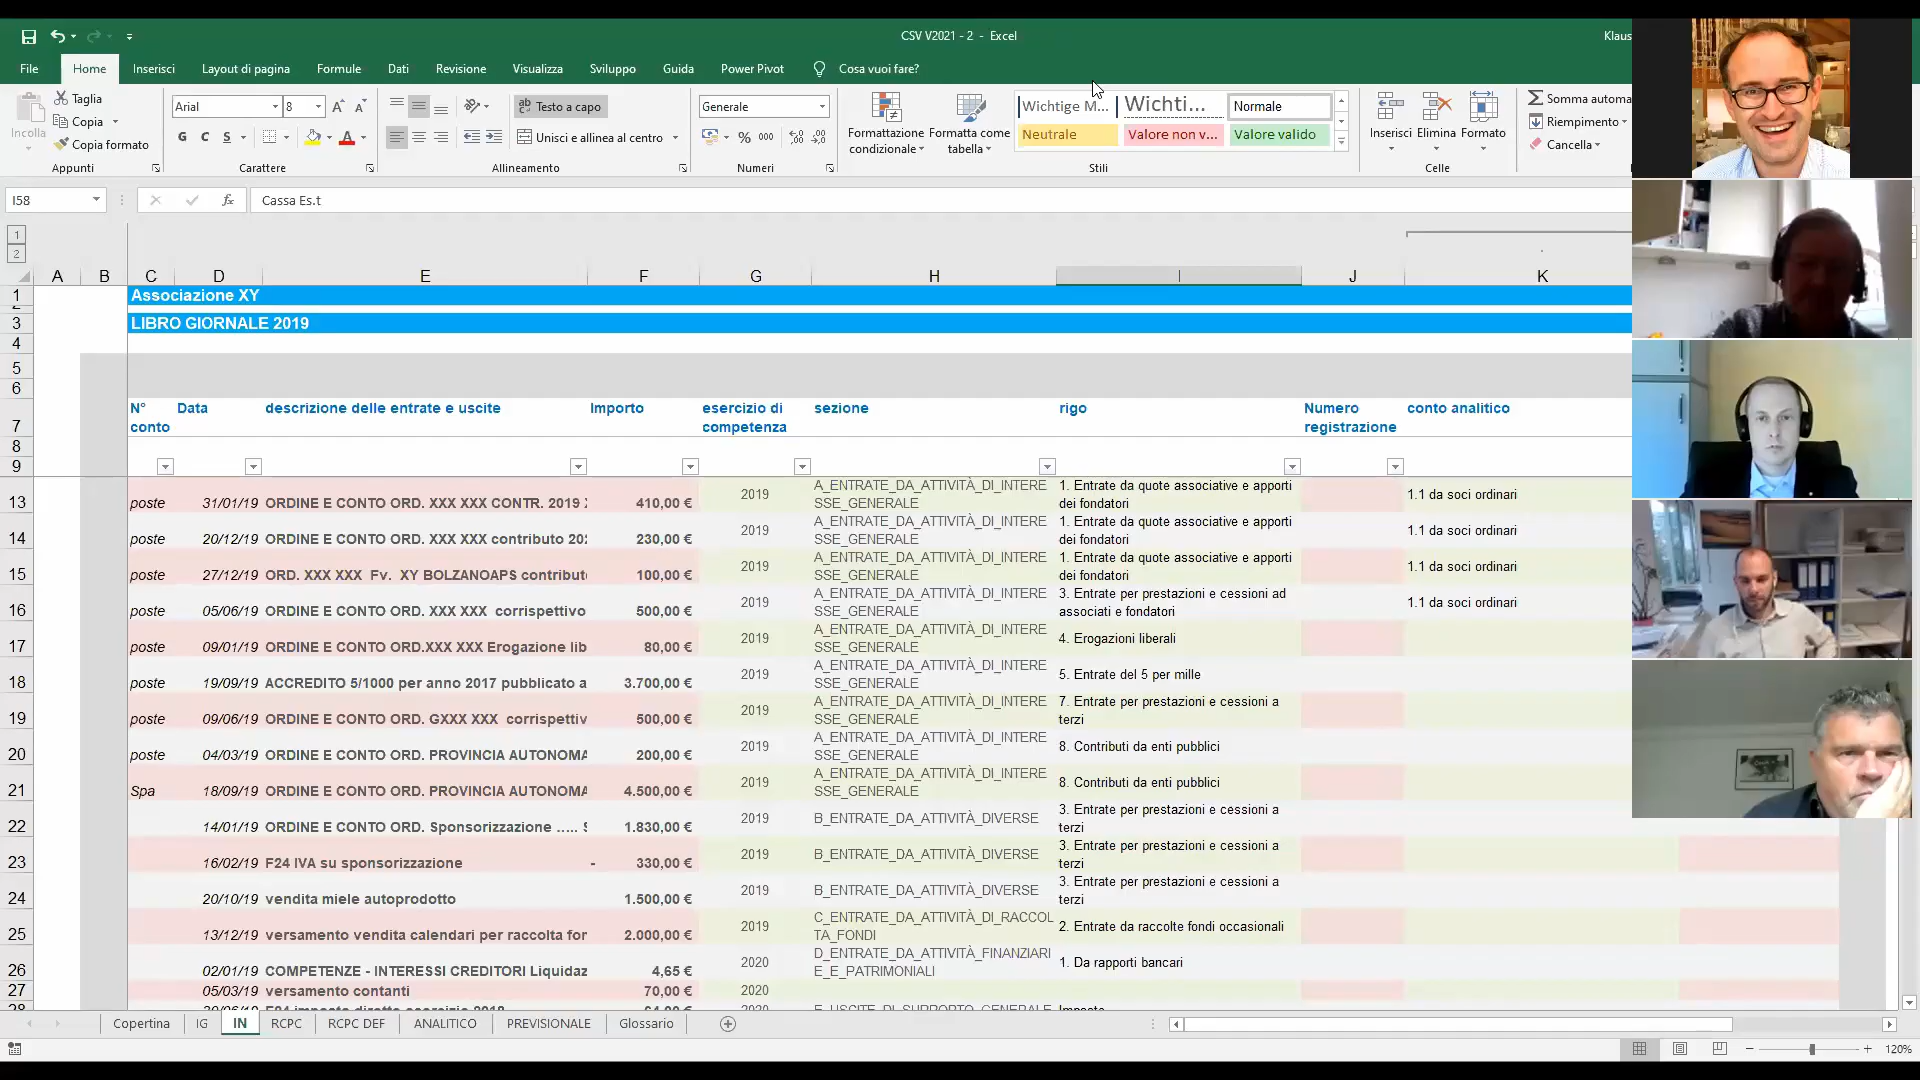 CSV V2021 - 2 - Excel
Klaus
File Home Inserisci Layout di pagina Formule Dati Revisione Visualizza Sviluppo Guida Power Pivot Cosa vuoi fare?
Incolla
Taglia
Copia
Copia formato
Appunti
Arial 8
G C S
Carattere
Testo a capo
Unisci e allinea al centro
Allineamento
Generale
% 000
Numeri
Formattazione condizionale
Formatta come tabella
Wichtige M... Wichti... Normale
Neutrale Valore non v... Valore valido
Stili
Inserisci Elimina Formato
Celle
Somma automa
Riempimento
Cancella
I58 fx Cassa Es.t
1
2
A B C D E F G H I J K
1 Associazione XY
2
3 LIBRO GIORNALE 2019
4
5
6
7 N° conto Data descrizione delle entrate e uscite Importo esercizio di competenza sezione rigo Numero registrazione conto analitico
8
9
13 poste 31/01/19 ORDINE E CONTO ORD. XXX XXX CONTR. 2019 410,00 € 2019 A_ENTRATE_DA_ATTIVITÀ_DI_INTERESSE_GENERALE 1. Entrate da quote associative e apporti dei fondatori 1.1 da soci ordinari
14 poste 20/12/19 ORDINE E CONTO ORD. XXX XXX contributo 202 230,00 € 2019 A_ENTRATE_DA_ATTIVITÀ_DI_INTERESSE_GENERALE 1. Entrate da quote associative e apporti dei fondatori 1.1 da soci ordinari
15 poste 27/12/19 ORD. XXX XXX Fv. XY BOLZANOAPS contribut 100,00 € 2019 A_ENTRATE_DA_ATTIVITÀ_DI_INTERESSE_GENERALE 1. Entrate da quote associative e apporti dei fondatori 1.1 da soci ordinari
16 poste 05/06/19 ORDINE E CONTO ORD. XXX XXX corrispettivo 500,00 € 2019 A_ENTRATE_DA_ATTIVITÀ_DI_INTERESSE_GENERALE 3. Entrate per prestazioni e cessioni ad associati e fondatori 1.1 da soci ordinari
17 poste 09/01/19 ORDINE E CONTO ORD.XXX XXX Erogazione lib 80,00 € 2019 A_ENTRATE_DA_ATTIVITÀ_DI_INTERESSE_GENERALE 4. Erogazioni liberali
18 poste 19/09/19 ACCREDITO 5/1000 per anno 2017 pubblicato a 3.700,00 € 2019 A_ENTRATE_DA_ATTIVITÀ_DI_INTERESSE_GENERALE 5. Entrate del 5 per mille
19 poste 09/06/19 ORDINE E CONTO ORD. GXXX XXX corrispettiv 500,00 € 2019 A_ENTRATE_DA_ATTIVITÀ_DI_INTERESSE_GENERALE 7. Entrate per prestazioni e cessioni a terzi
20 poste 04/03/19 ORDINE E CONTO ORD. PROVINCIA AUTONOMA 200,00 € 2019 A_ENTRATE_DA_ATTIVITÀ_DI_INTERESSE_GENERALE 8. Contributi da enti pubblici
21 Spa 18/09/19 ORDINE E CONTO ORD. PROVINCIA AUTONOMA 4.500,00 € 2019 A_ENTRATE_DA_ATTIVITÀ_DI_INTERESSE_GENERALE 8. Contributi da enti pubblici
22 14/01/19 ORDINE E CONTO ORD. Sponsorizzazione ..... S 1.830,00 € 2019 B_ENTRATE_DA_ATTIVITÀ_DIVERSE 3. Entrate per prestazioni e cessioni a terzi
23 16/02/19 F24 IVA su sponsorizzazione - 330,00 € 2019 B_ENTRATE_DA_ATTIVITÀ_DIVERSE 3. Entrate per prestazioni e cessioni a terzi
24 20/10/19 vendita miele autoprodotto 1.500,00 € 2019 B_ENTRATE_DA_ATTIVITÀ_DIVERSE 3. Entrate per prestazioni e cessioni a terzi
25 13/12/19 versamento vendita calendari per raccolta for 2.000,00 € 2019 C_ENTRATE_DA_ATTIVITÀ_DI_RACCOLTA_FONDI 2. Entrate da raccolte fondi occasionali
26 02/01/19 COMPETENZE - INTERESSI CREDITORI Liquidaz 4,65 € 2020 D_ENTRATE_DA_ATTIVITÀ_FINANZIARIE_E_PATRIMONIALI 1. Da rapporti bancari
27 05/03/19 versamento contanti 70,00 € 2020
28
Copertina IG IN RCPC RCPC DEF ANALITICO PREVISIONALE Glossario
120%